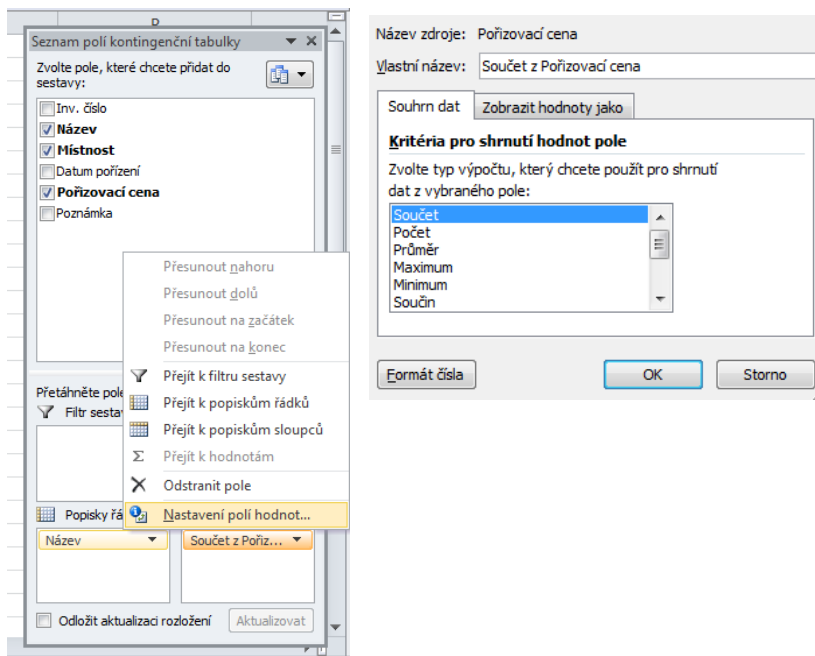 D
Seznam polí kontingenční tabulky
Zvolte pole, které chcete přidat do
sestavy:
Inv. číslo
Název
Místnost
Datum pořízení
Pořizovací cena
Poznámka
Přesunout nahoru
Přesunout dolů
Přesunout na začátek
Přesunout na konec
Přejít k filtru sestavy
Přejít k popiskům řádků
Přejít k popiskům sloupců
Σ Přejít k hodnotám
Odstranit pole
Nastavení polí hodnot...
Přetáhněte pole
Filtr sestav
Popisky řá
Název
Součet z Pořiz...
Odložit aktualizaci rozložení
Aktualizovat
Název zdroje: Pořizovací cena
Vlastní název: Součet z Pořizovací cena
Souhrn dat
Zobrazit hodnoty jako
Kritéria pro shrnutí hodnot pole
Zvolte typ výpočtu, který chcete použít pro shrnutí
dat z vybraného pole:
Součet
Počet
Průměr
Maximum
Minimum
Součin
Formát čísla
OK
Storno